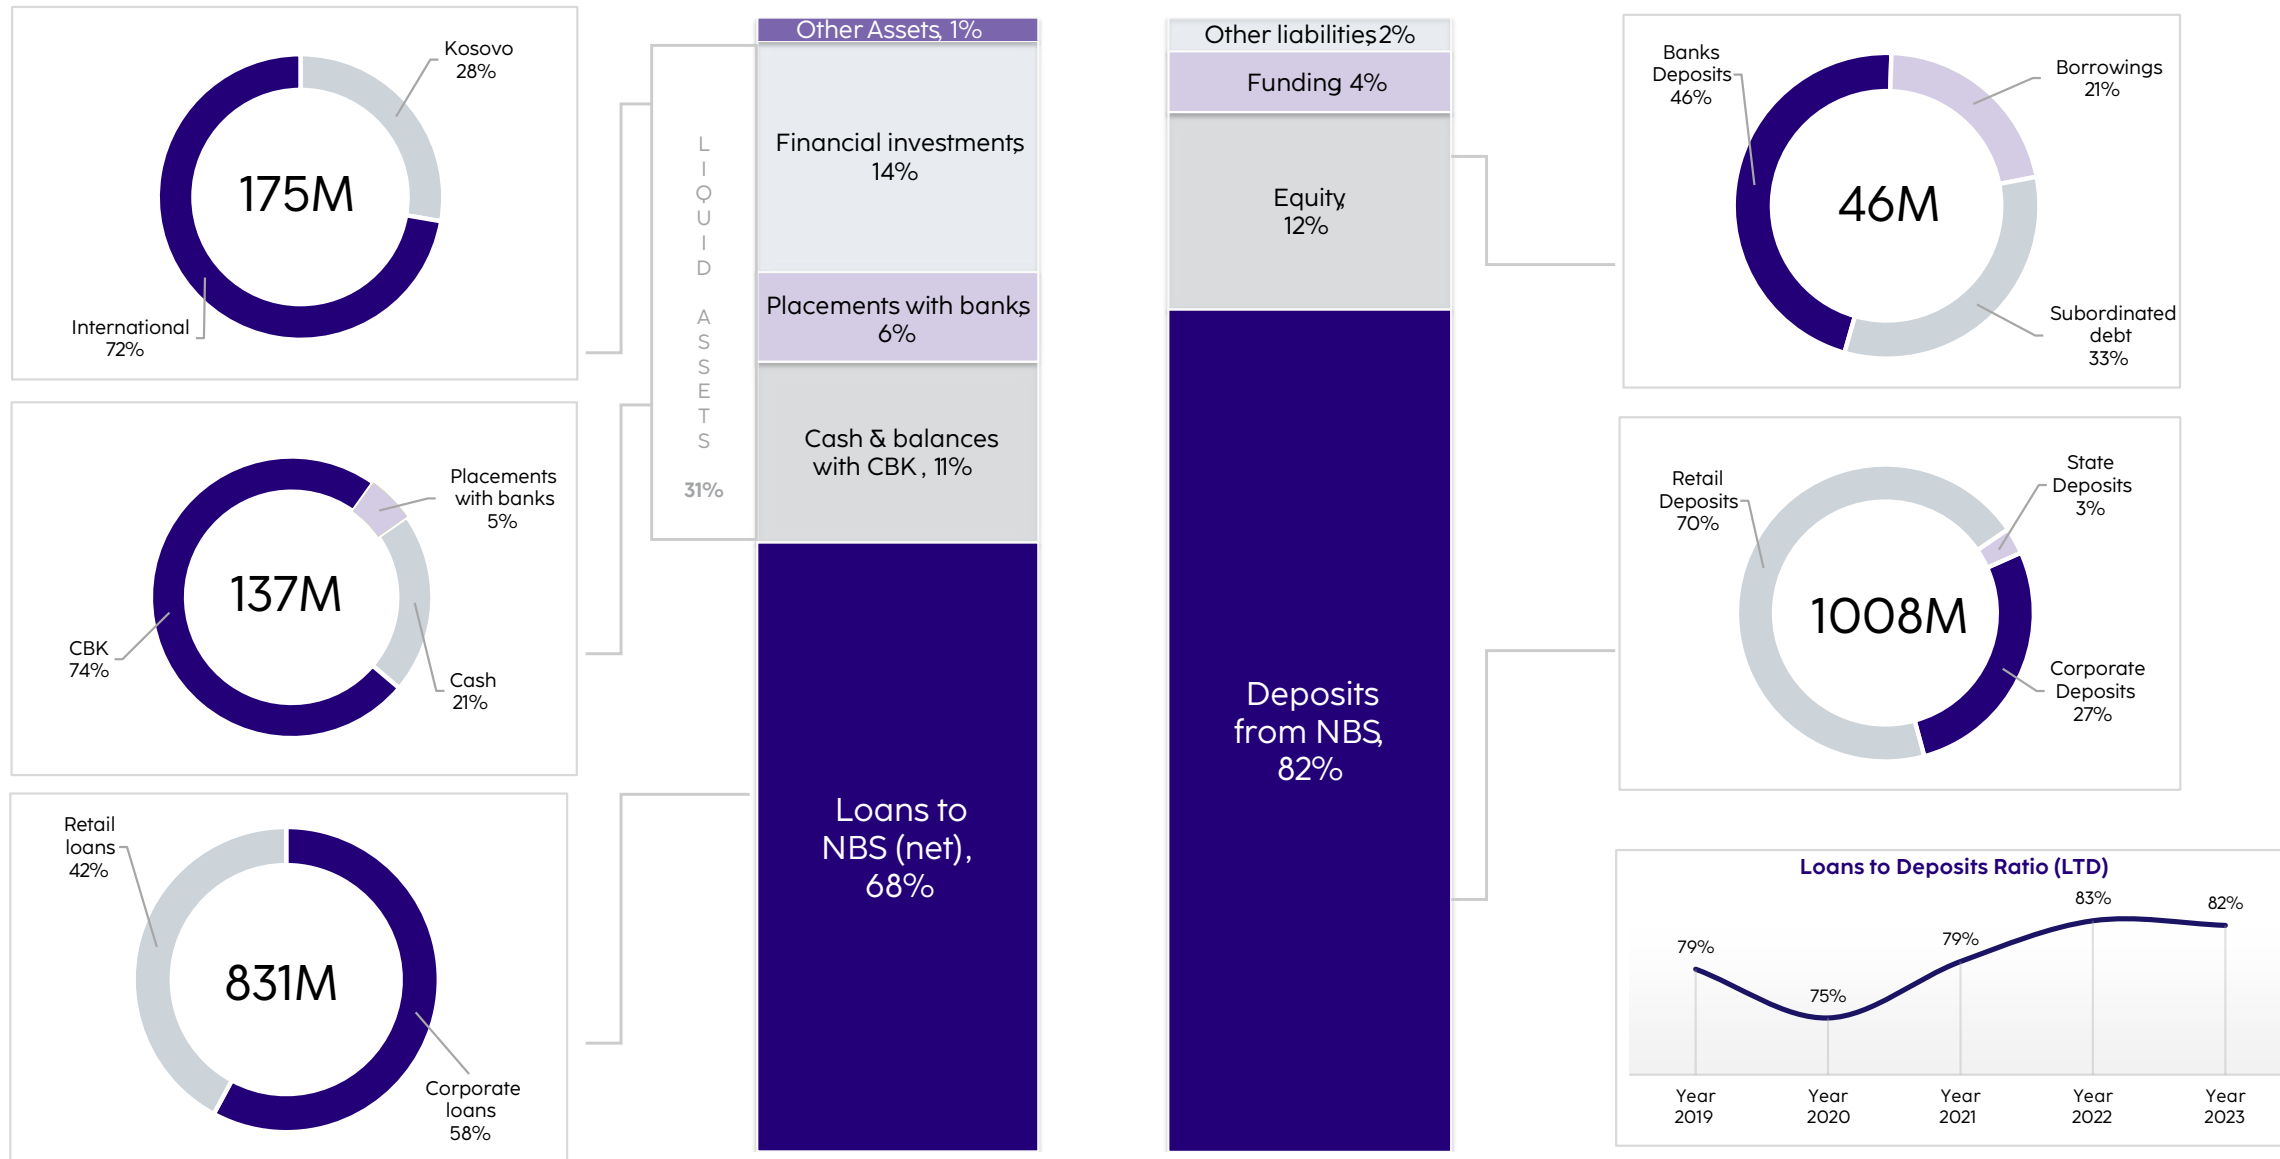 Kosovo
28%
175M
International
72%
Placements
with banks
5%
137M
CBK
74%
Cash
21%
Retail
loans
42%
831M
Corporate
loans
58%
LIQUID ASSETS
31%
Other Assets, 1%
Financial investments,
14%
Placements with banks,
6%
Cash & balances
with CBK , 11%
Loans to
NBS (net),
68%
Other liabilities, 2%
Funding 4%
Equity,
12%
Deposits
from NBS,
82%
Banks
Deposits
46%
Borrowings
21%
46M
Subordinated
debt
33%
Retail
Deposits
70%
State
Deposits
3%
1008M
Corporate
Deposits
27%
Loans to Deposits Ratio (LTD)
79%
75%
79%
83%
82%
Year
2019
Year
2020
Year
2021
Year
2022
Year
2023